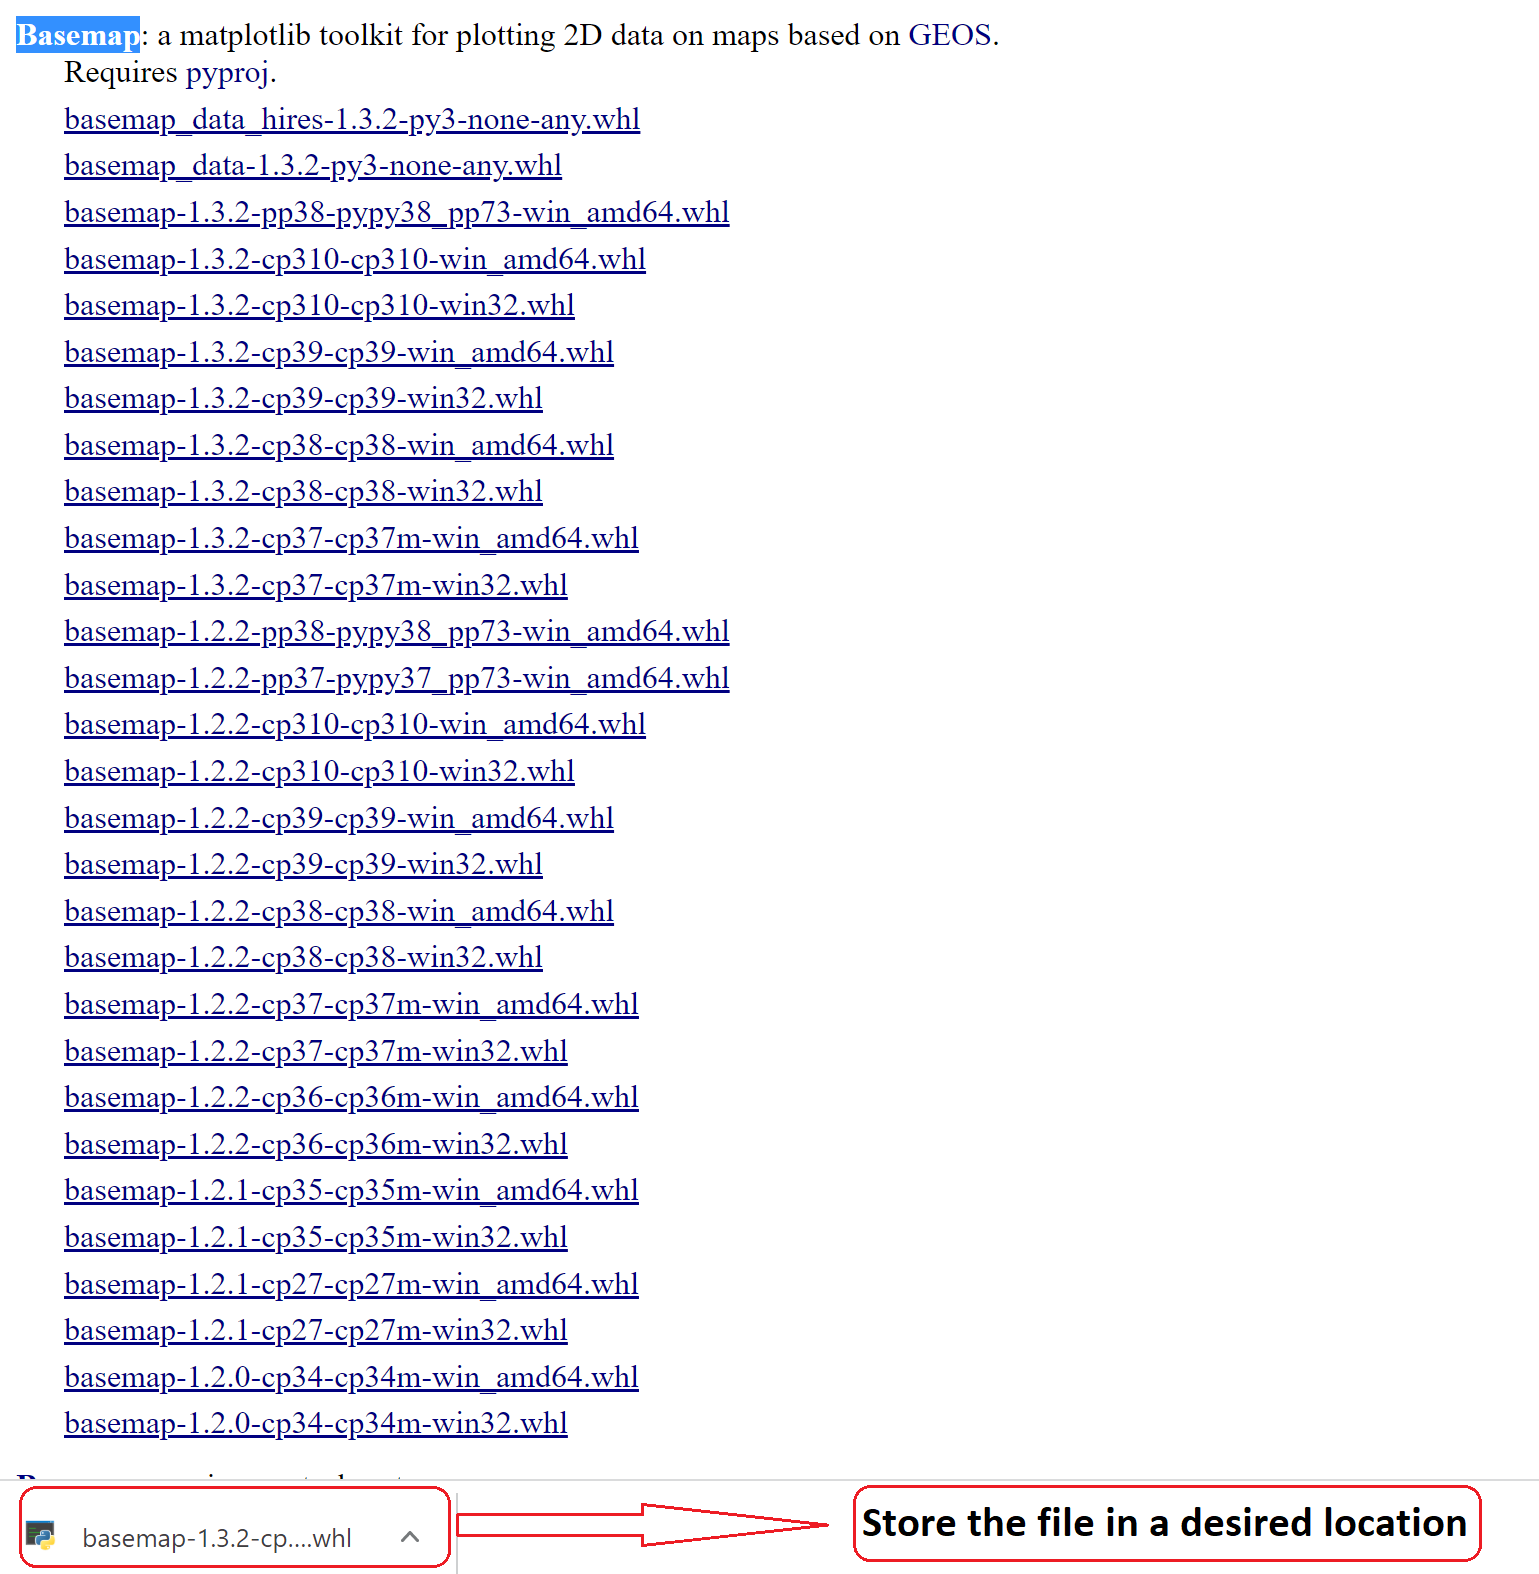 Basemap: a matplotlib toolkit for plotting 2D data on maps based on GEOS.
Requires pyproj.
basemap_data_hires-1.3.2-py3-none-any.whl
basemap_data-1.3.2-py3-none-any.whl
basemap-1.3.2-pp38-pypy38_pp73-win_amd64.whl
basemap-1.3.2-cp310-cp310-win_amd64.whl
basemap-1.3.2-cp310-cp310-win32.whl
basemap-1.3.2-cp39-cp39-win_amd64.whl
basemap-1.3.2-cp39-cp39-win32.whl
basemap-1.3.2-cp38-cp38-win_amd64.whl
basemap-1.3.2-cp38-cp38-win32.whl
basemap-1.3.2-cp37-cp37m-win_amd64.whl
basemap-1.3.2-cp37-cp37m-win32.whl
basemap-1.2.2-pp38-pypy38_pp73-win_amd64.whl
basemap-1.2.2-pp37-pypy37_pp73-win_amd64.whl
basemap-1.2.2-cp310-cp310-win_amd64.whl
basemap-1.2.2-cp310-cp310-win32.whl
basemap-1.2.2-cp39-cp39-win_amd64.whl
basemap-1.2.2-cp39-cp39-win32.whl
basemap-1.2.2-cp38-cp38-win_amd64.whl
basemap-1.2.2-cp38-cp38-win32.whl
basemap-1.2.2-cp37-cp37m-win_amd64.whl
basemap-1.2.2-cp37-cp37m-win32.whl
basemap-1.2.2-cp36-cp36m-win_amd64.whl
basemap-1.2.2-cp36-cp36m-win32.whl
basemap-1.2.1-cp35-cp35m-win_amd64.whl
basemap-1.2.1-cp35-cp35m-win32.whl
basemap-1.2.1-cp27-cp27m-win_amd64.whl
basemap-1.2.1-cp27-cp27m-win32.whl
basemap-1.2.0-cp34-cp34m-win_amd64.whl
basemap-1.2.0-cp34-cp34m-win32.whl
basemap-1.3.2-cp....whl
Store the file in a desired location